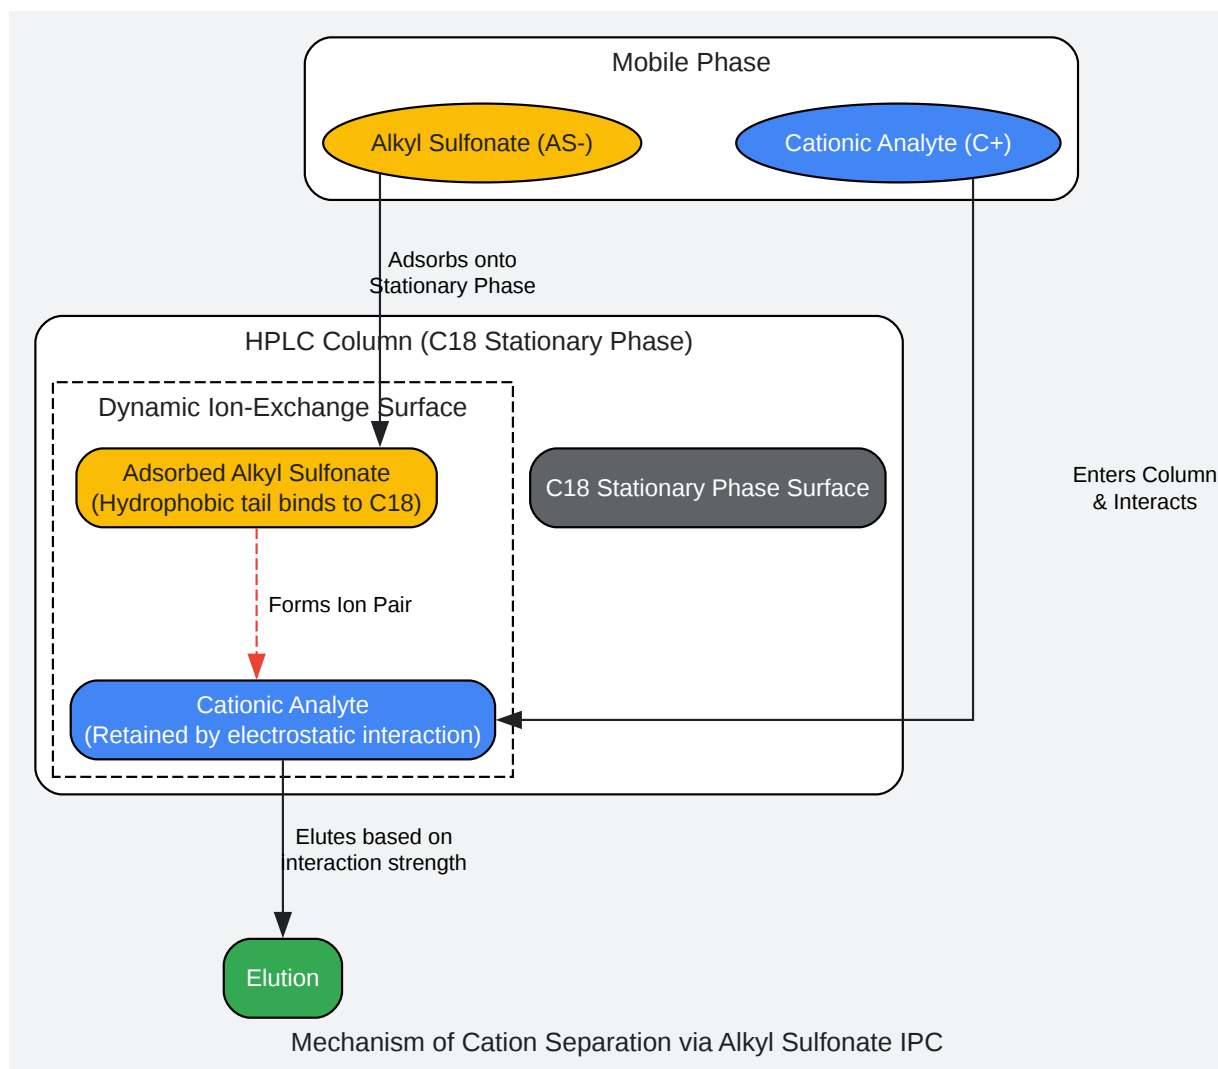 Mobile Phase
Alkyl Sulfonate (AS-)
Cationic Analyte (C+)
Adsorbs onto
Stationary Phase
HPLC Column (C18 Stationary Phase)
Dynamic Ion-Exchange Surface
Adsorbed Alkyl Sulfonate
(Hydrophobic tail binds to C18)
C18 Stationary Phase Surface
Enters Column
& Interacts
Forms Ion Pair
Cationic Analyte
(Retained by electrostatic interaction)
Elutes based on
interaction strength
Elution
Mechanism of Cation Separation via Alkyl Sulfonate IPC